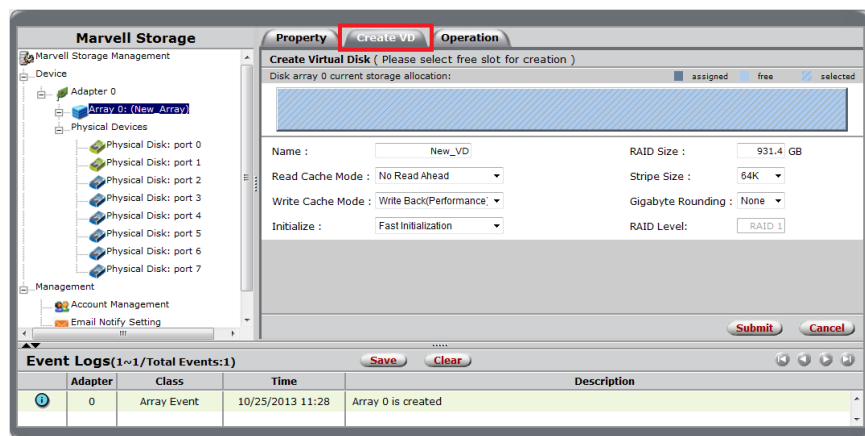 Marvell Storage
Property Create VD Operation
Marvell Storage Management
Device
Adapter 0
Array 0: (New_Array)
Physical Devices
Physical Disk: port 0
Physical Disk: port 1
Physical Disk: port 2
Physical Disk: port 3
Physical Disk: port 4
Physical Disk: port 5
Physical Disk: port 6
Physical Disk: port 7
Management
Account Management
Email Notify Setting
Create Virtual Disk ( Please select free slot for creation )
Disk array 0 current storage allocation: assigned free selected
Name : New_VD RAID Size : 931.4 GB
Read Cache Mode : No Read Ahead Stripe Size : 64K
Write Cache Mode : Write Back(Performance) Gigabyte Rounding : None
Initialize : Fast Initialization RAID Level: RAID 1
Submit Cancel
Event Logs(1~1/Total Events:1) Save Clear
Adapter Class Time Description
0 Array Event 10/25/2013 11:28 Array 0 is created